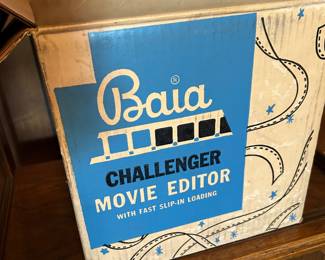 Baia ®
CHALLENGER
MOVIE EDITOR
WITH FAST SLIP-IN LOADING